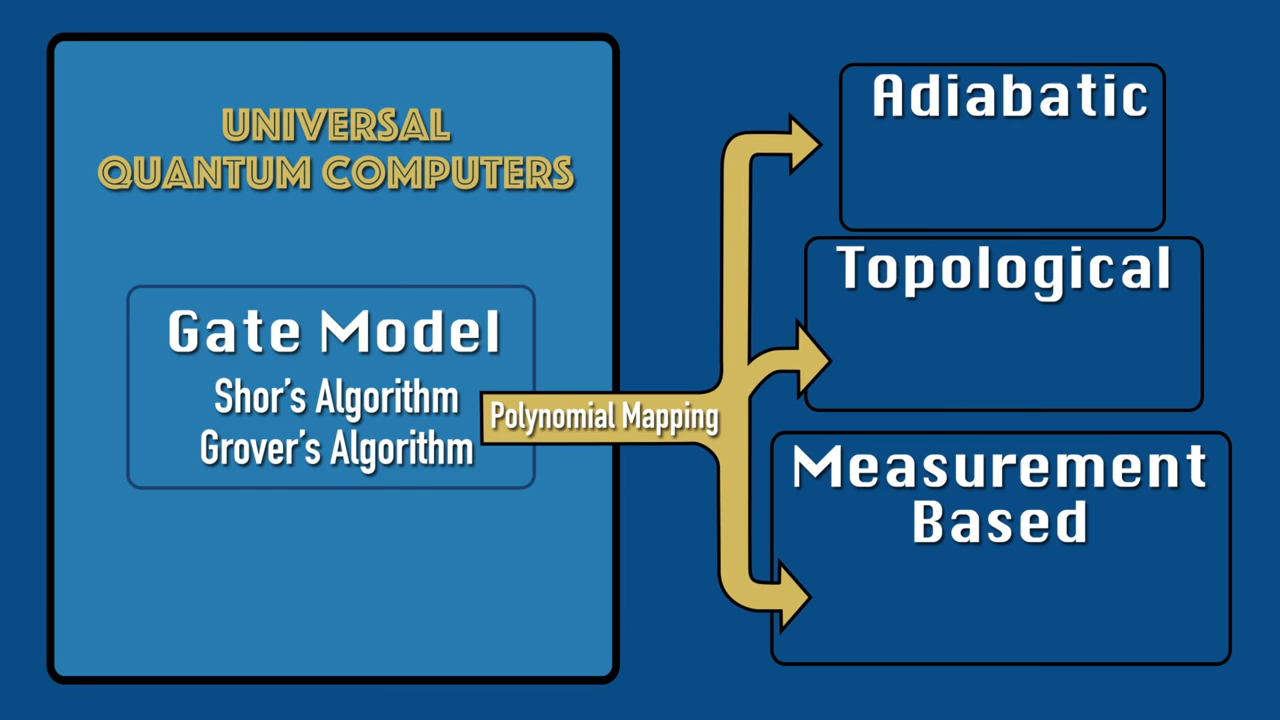 UNIVERSAL
QUANTUM COMPUTERS
Gate Model
Shor's Algorithm
Grover's Algorithm
Polynomial Mapping
Adiabatic
Topological
Measurement
Based